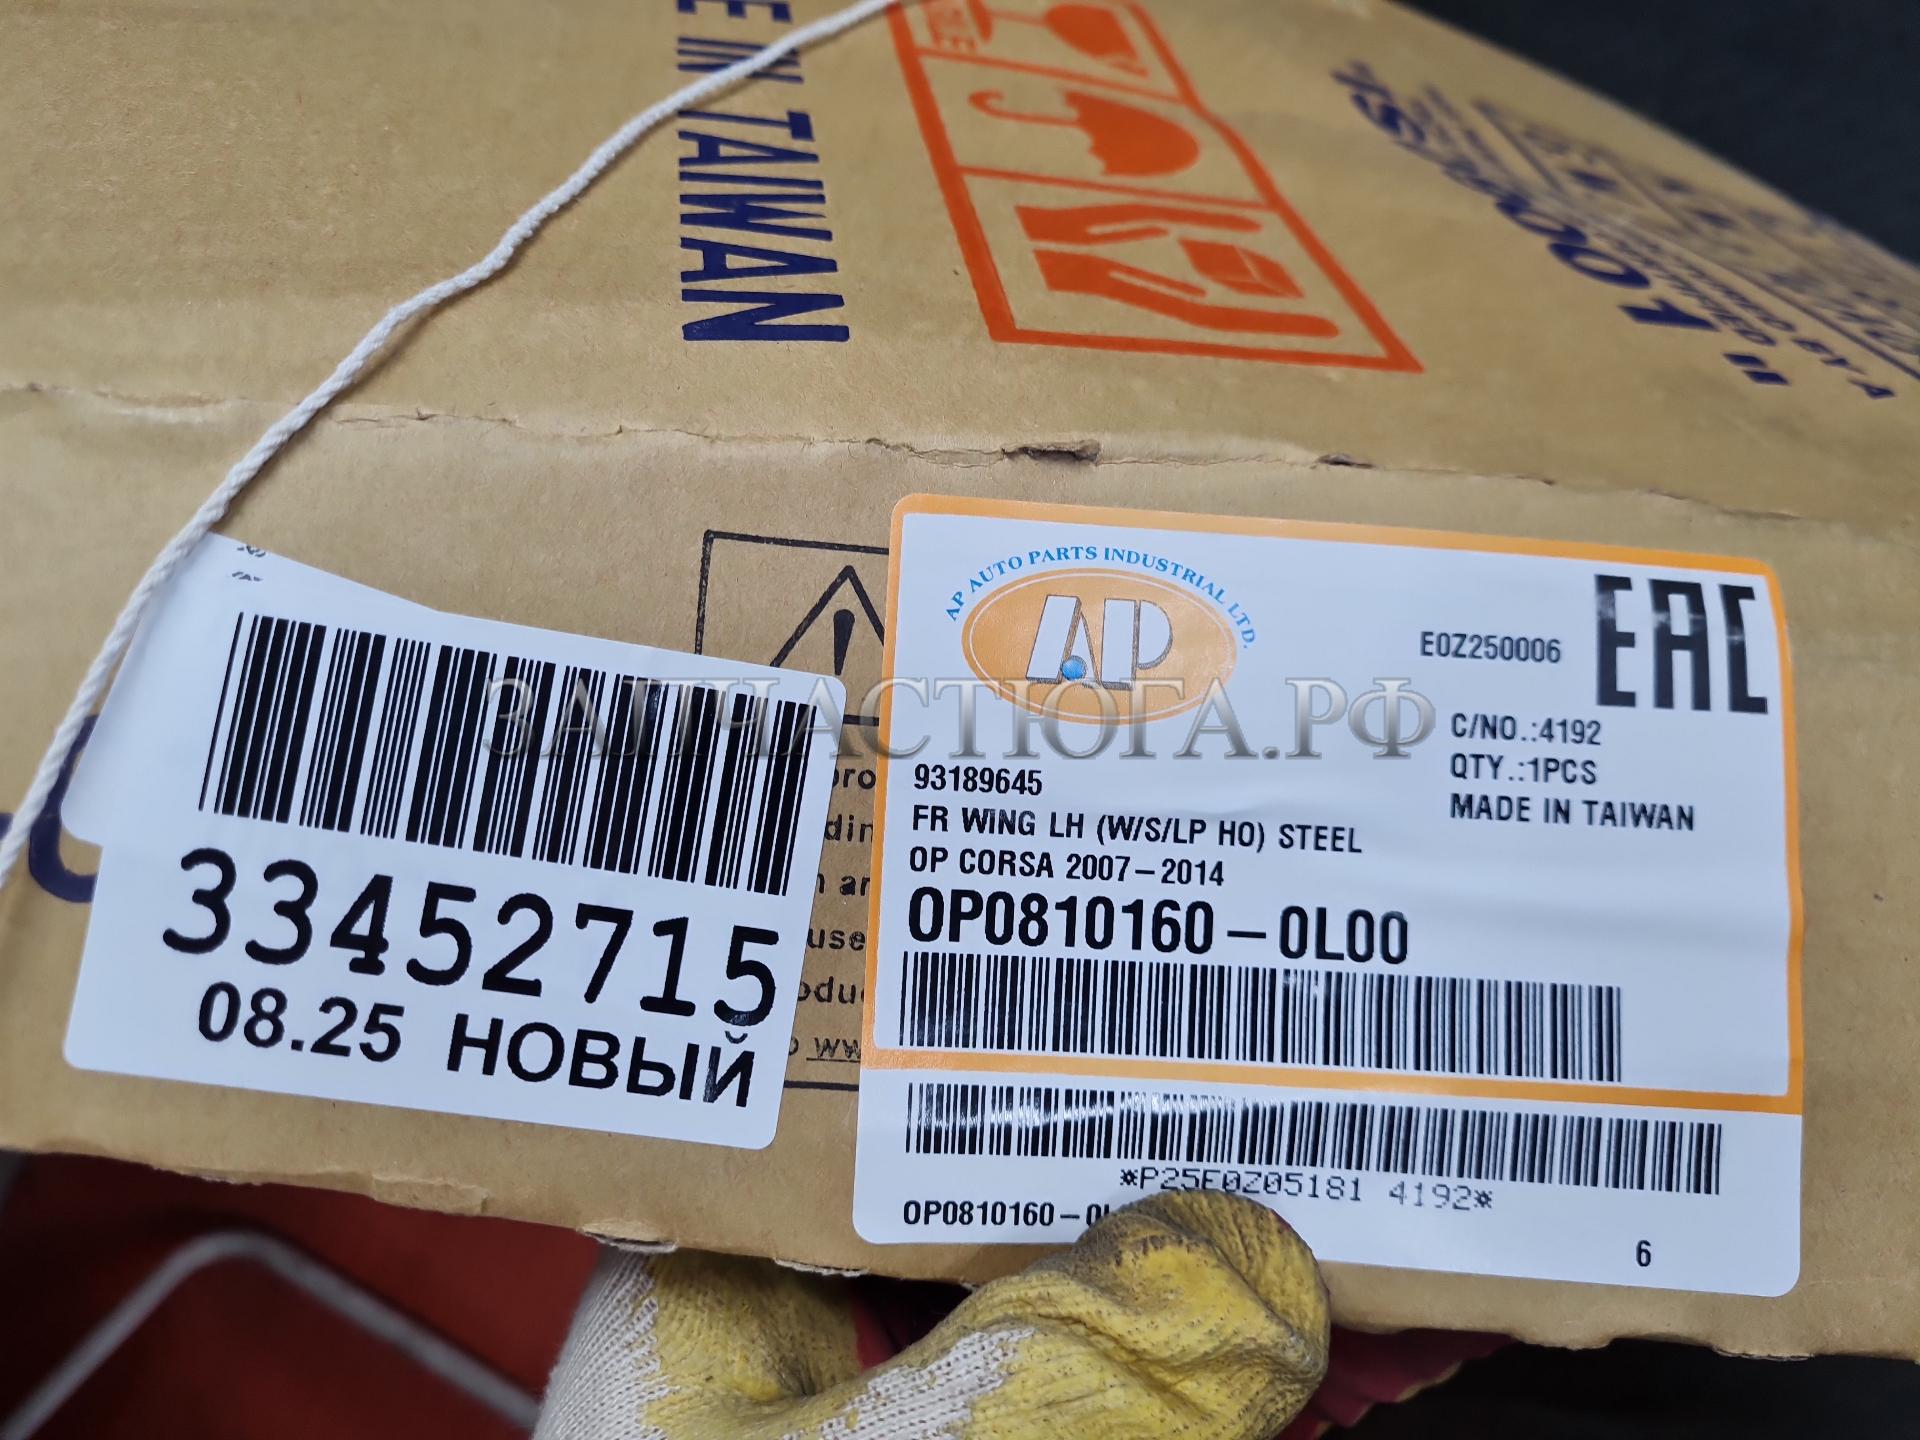 E IN TAIWAN
ЗАПЧАСТЮГА.РФ
33452715
08.25 НОВЫЙ
AP AUTO PARTS INDUSTRIAL LTD.
AP
EAC
E0Z250006
C/NO.:4192
QTY.:1PCS
MADE IN TAIWAN
93189645
FR WING LH (W/S/LP HO) STEEL
OP CORSA 2007-2014
OP0810160-0L00
*P25E0Z05181 4192*
OP0810160-0L
6